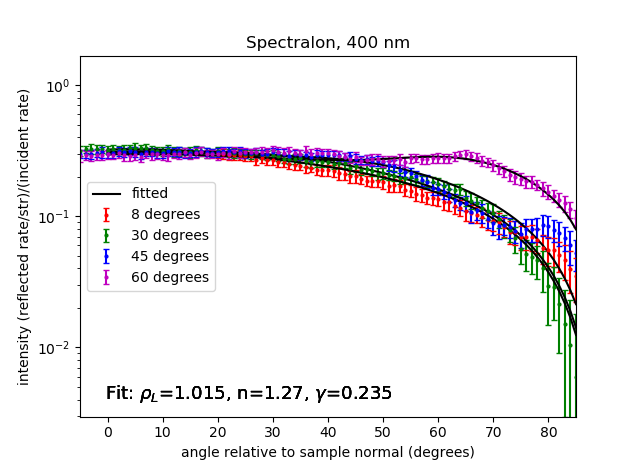 Spectralon, 400 nm
intensity (reflected rate/str)/(incident rate)
10⁰
10⁻¹
10⁻²
fitted
8 degrees
30 degrees
45 degrees
60 degrees
Fit: ρ_L=1.015, n=1.27, γ=0.235
0 10 20 30 40 50 60 70 80
angle relative to sample normal (degrees)